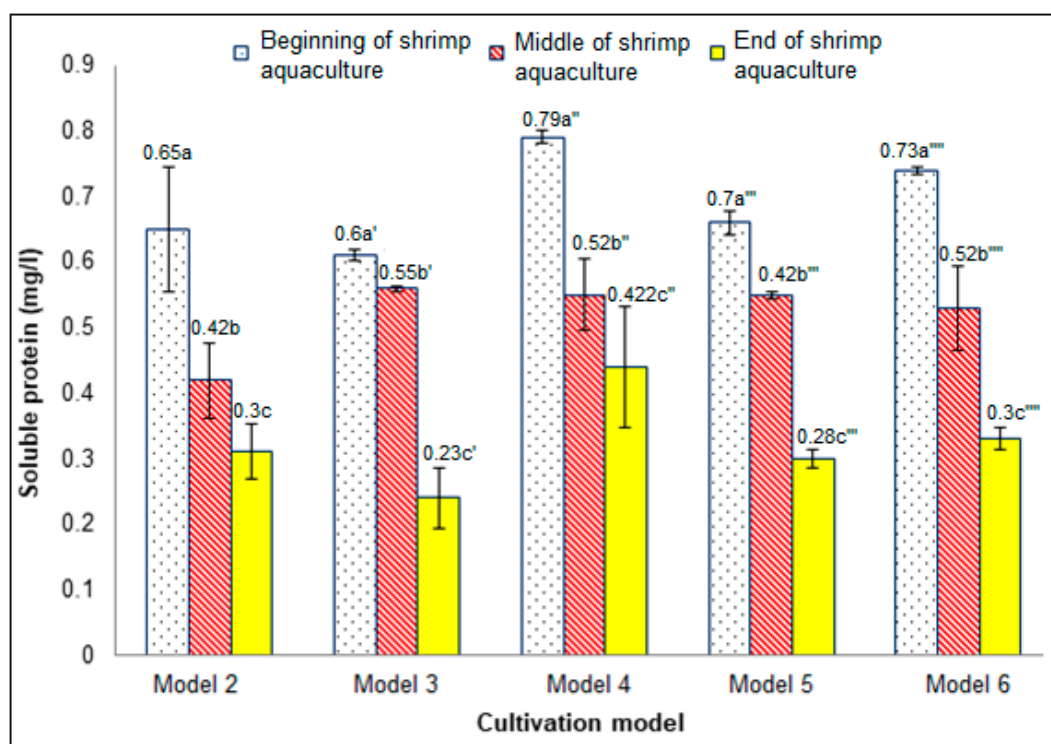 Beginning of shrimp
aquaculture
Middle of shrimp
aquaculture
End of shrimp
aquaculture
Soluble protein (mg/l)
0.9
0.8
0.7
0.6
0.5
0.4
0.3
0.2
0.1
0
0.65a
0.42b
0.3c
0.6a'
0.55b'
0.23c'
0.79a"
0.52b"
0.422c"
0.7a"'
0.42b"'
0.28c"'
0.73a""
0.52b""
0.3c""
Model 2
Model 3
Model 4
Model 5
Model 6
Cultivation model